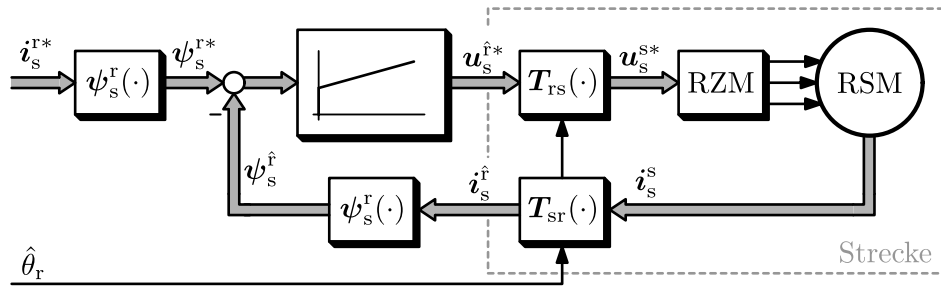 i_s^{r*}
ψ_s^r(·)
ψ_s^{r*}
u_s^{r̂*}
T_rs(·)
u_s^{s*}
RZM
RSM
−
ψ_s^{r̂}
ψ_s^r(·)
i_s^{r̂}
T_sr(·)
i_s^s
Strecke
θ̂_r